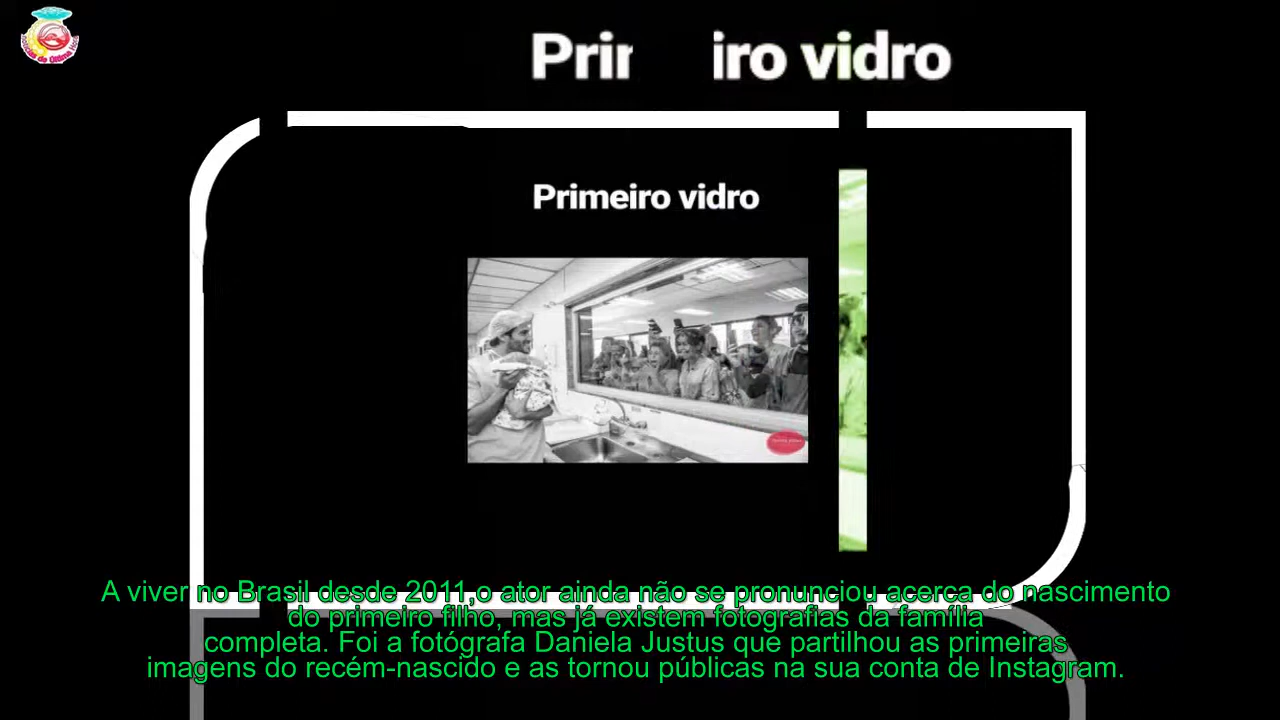 Prir iro vidro
Primeiro vidro
A viver no Brasil desde 2011,o ator ainda não se pronunciou acerca do nascimento
do primeiro filho, mas já existem fotografias da família
completa. Foi a fotógrafa Daniela Justus que partilhou as primeiras
imagens do recém-nascido e as tornou públicas na sua conta de Instagram.